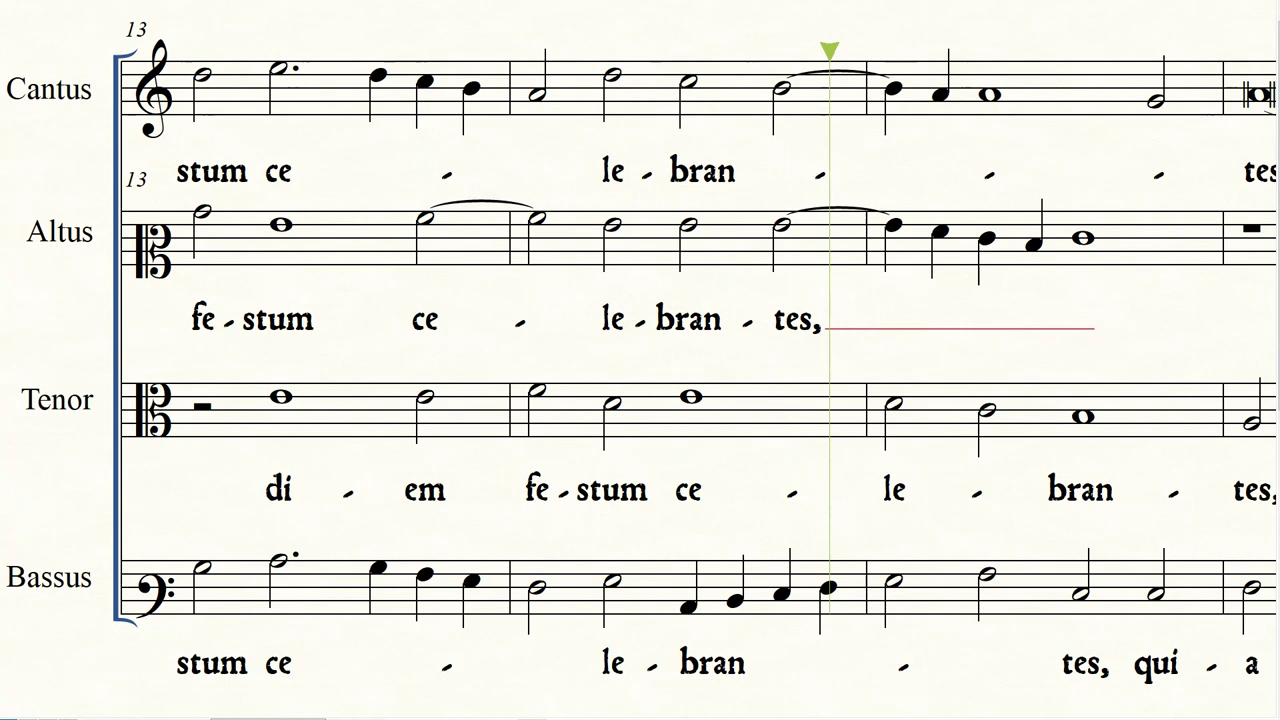 13
Cantus
stum ce - le - bran - - - tes
13
Altus
fe - stum ce - le - bran - tes,
Tenor
di - em fe - stum ce - le - bran - tes,
Bassus
stum ce - le - bran - tes, qui - a